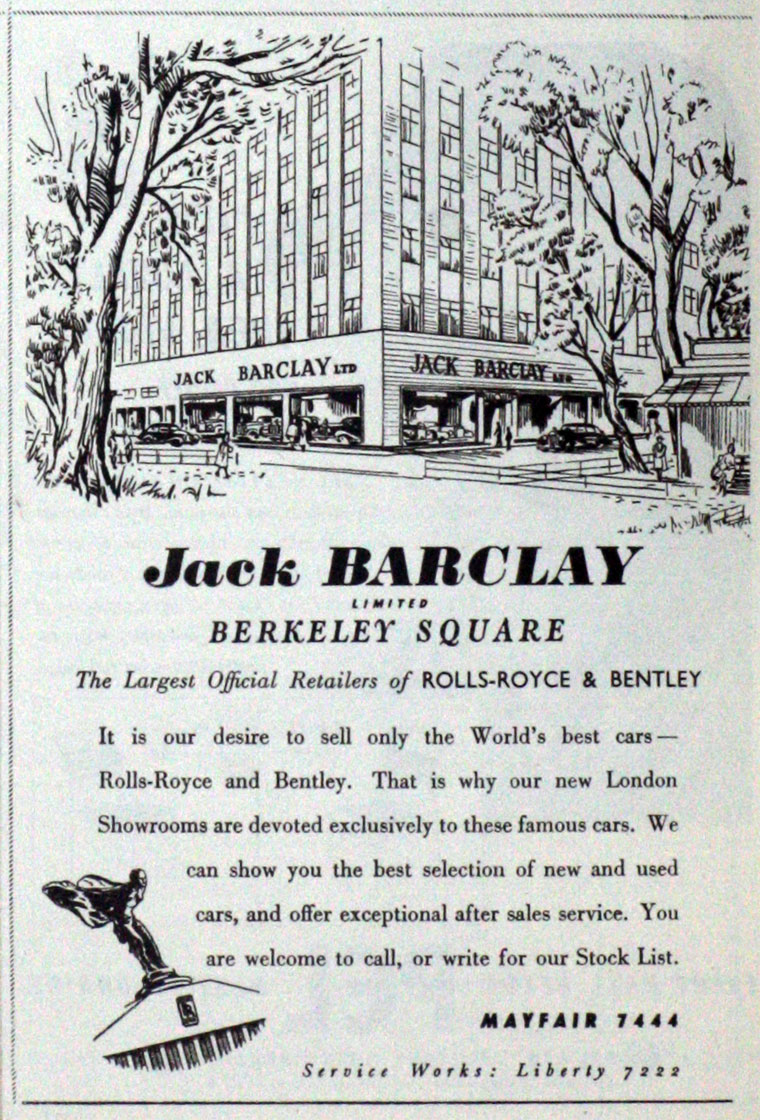 JACK BARCLAY LTD
JACK BARCLAY LTD
Jack BARCLAY
LIMITED
BERKELEY SQUARE
The Largest Official Retailers of ROLLS-ROYCE & BENTLEY
It is our desire to sell only the World's best cars —
Rolls-Royce and Bentley. That is why our new London
Showrooms are devoted exclusively to these famous cars. We
can show you the best selection of new and used
cars, and offer exceptional after sales service. You
are welcome to call, or write for our Stock List.
MAYFAIR 7444
Service Works: Liberty 7222